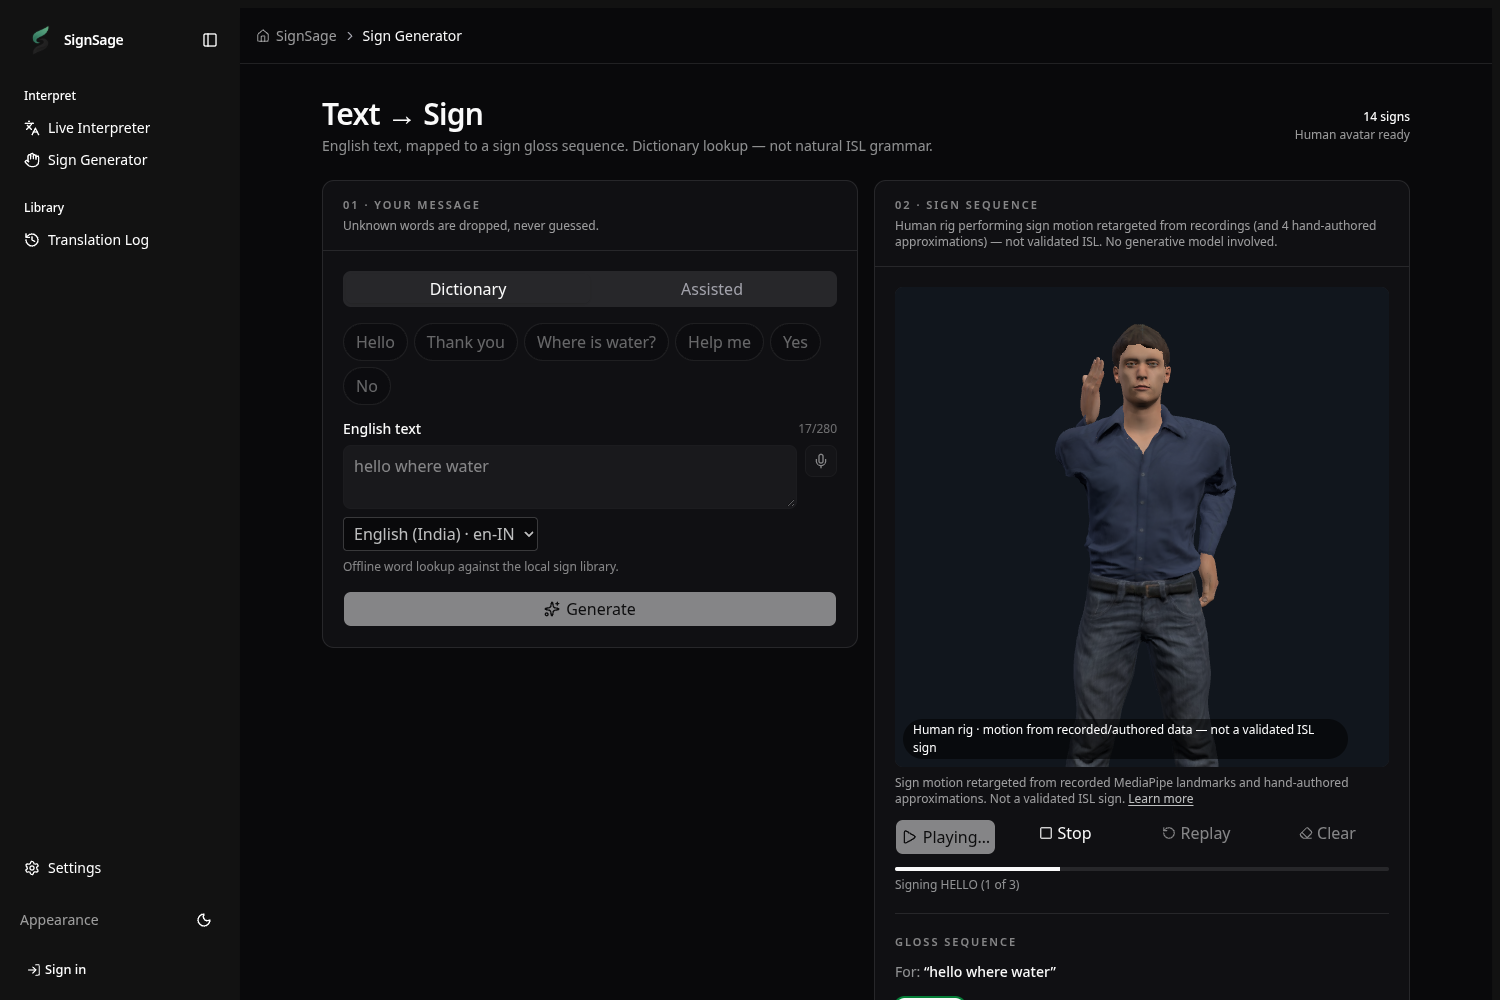 SignSage
Interpret
Live Interpreter
Sign Generator
Library
Translation Log
Settings
Appearance
Sign in
SignSage > Sign Generator
Text → Sign
English text, mapped to a sign gloss sequence. Dictionary lookup — not natural ISL grammar.
14 signs
Human avatar ready
01 · YOUR MESSAGE
Unknown words are dropped, never guessed.
Dictionary Assisted
Hello Thank you Where is water? Help me Yes
No
English text 17/280
hello where water
English (India) · en-IN
Offline word lookup against the local sign library.
Generate
02 · SIGN SEQUENCE
Human rig performing sign motion retargeted from recordings (and 4 hand-authored
approximations) — not validated ISL. No generative model involved.
Human rig · motion from recorded/authored data — not a validated ISL
sign
Sign motion retargeted from recorded MediaPipe landmarks and hand-authored
approximations. Not a validated ISL sign. Learn more
Playing... Stop Replay Clear
Signing HELLO (1 of 3)
GLOSS SEQUENCE
For: “hello where water”